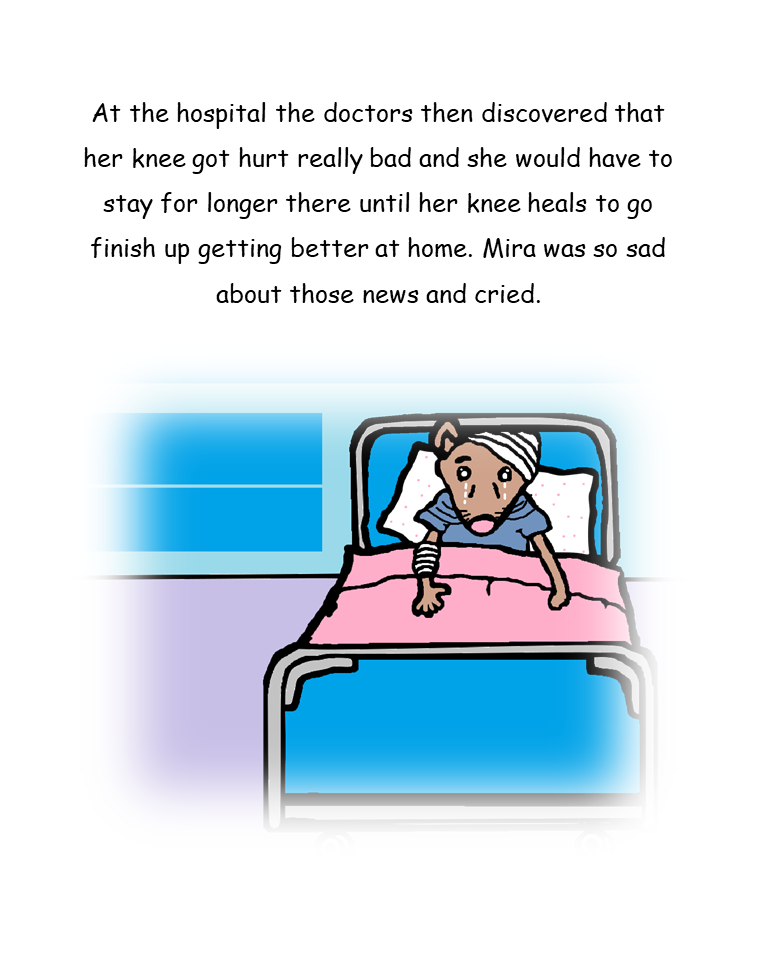 At the hospital the doctors then discovered that
her knee got hurt really bad and she would have to
stay for longer there until her knee heals to go
finish up getting better at home. Mira was so sad
about those news and cried.